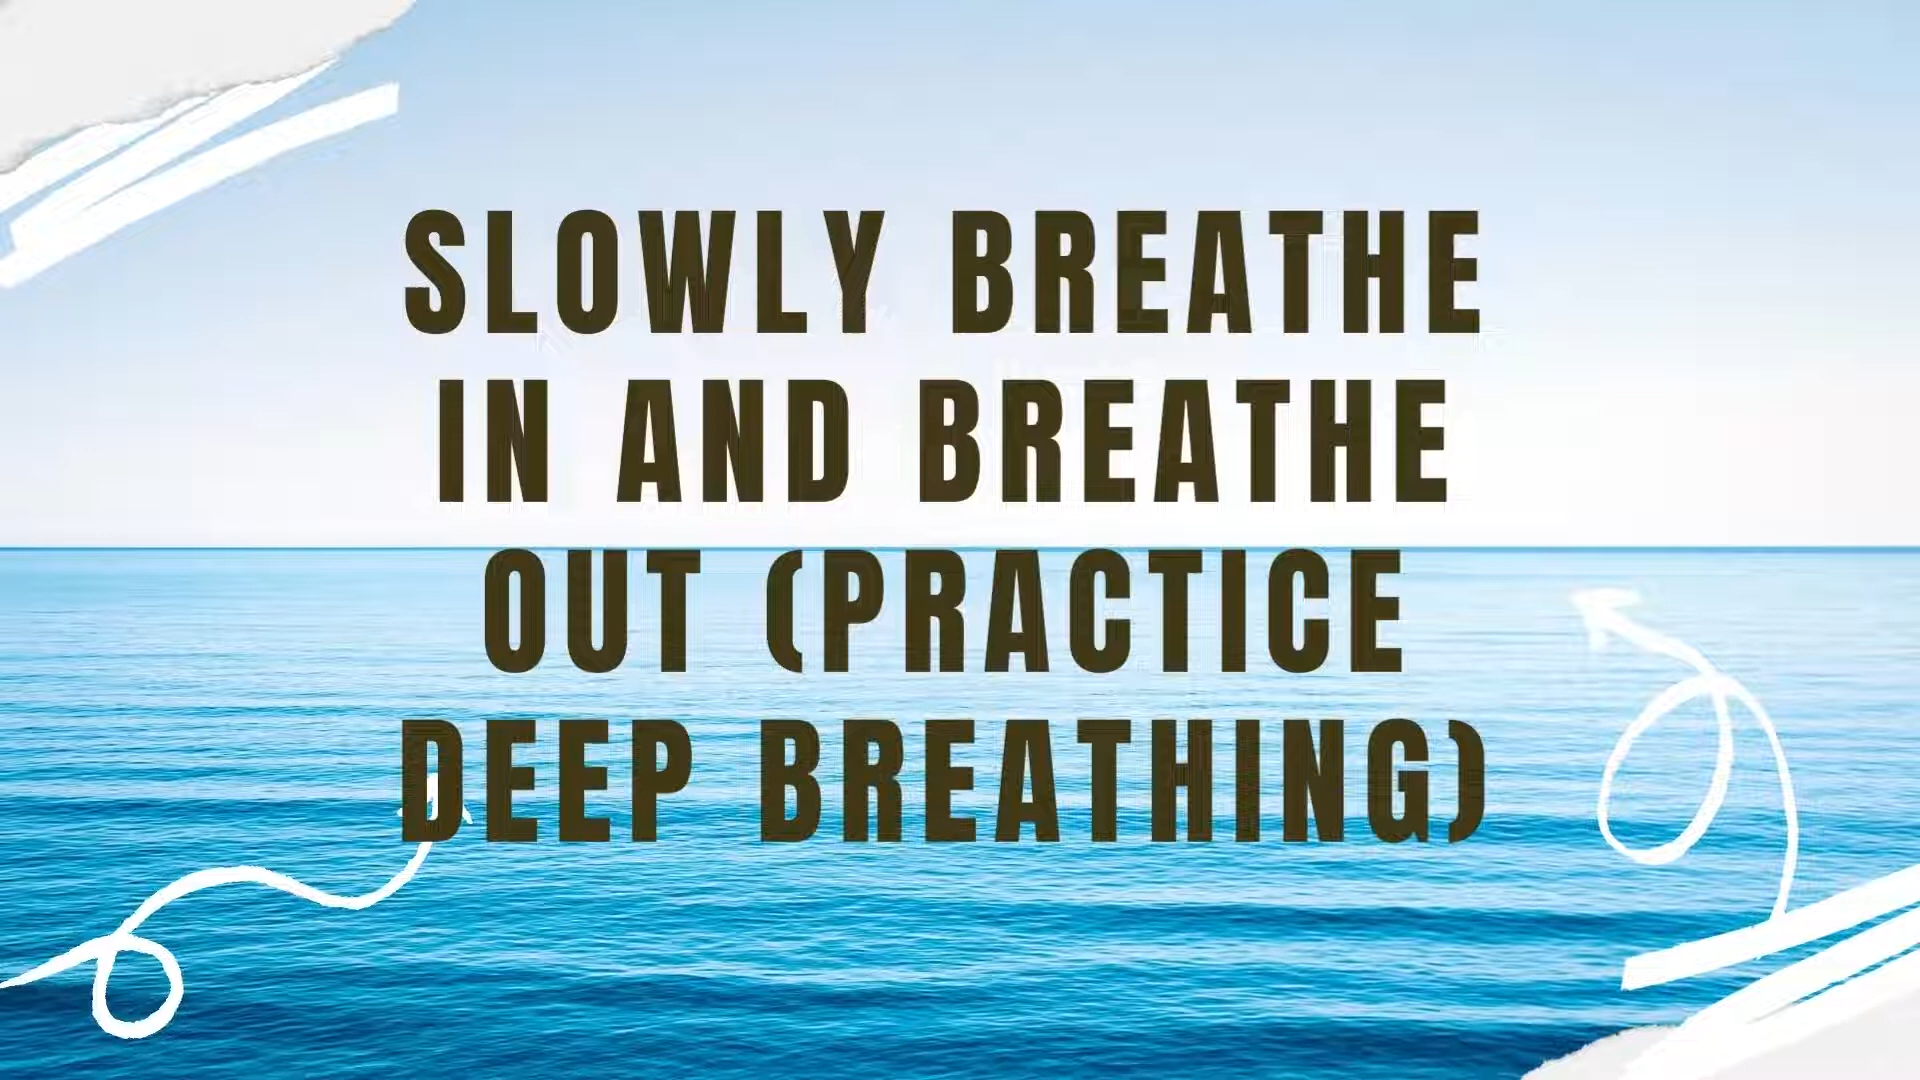 SLOWLY BREATHE
IN AND BREATHE
OUT (PRACTICE
DEEP BREATHING)